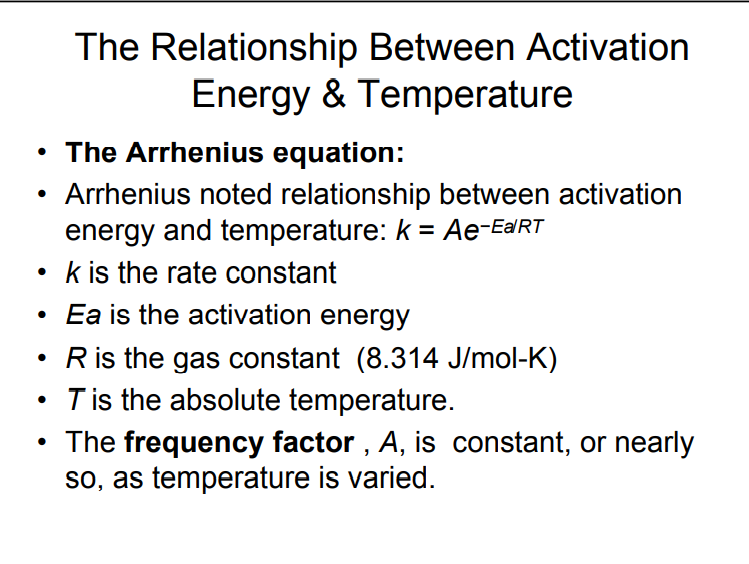 The Relationship Between Activation
Energy & Temperature
• The Arrhenius equation:
• Arrhenius noted relationship between activation
energy and temperature: k = Ae−Ea/RT
• k is the rate constant
• Ea is the activation energy
• R is the gas constant (8.314 J/mol-K)
• T is the absolute temperature.
• The frequency factor , A, is constant, or nearly
so, as temperature is varied.